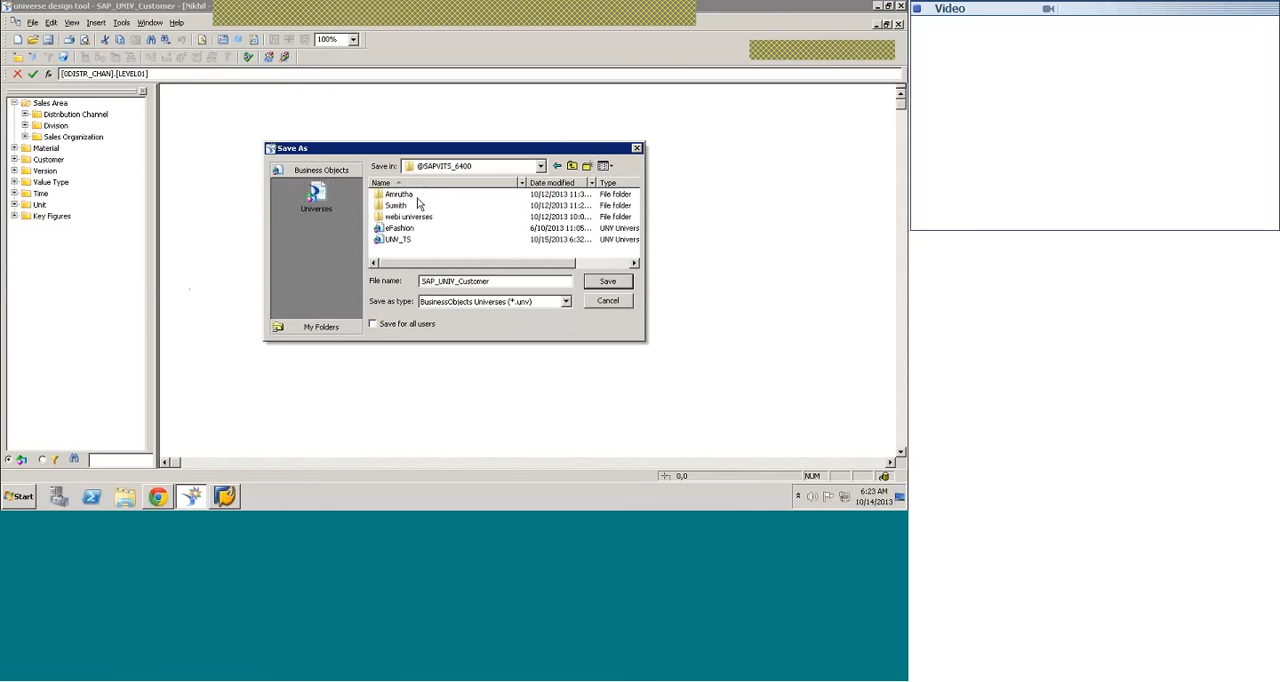 universe design tool - SAP_UNIV_Customer - [Nikhil -
Video
File Edit View Insert Tools Window Help
100%
[0DISTR_CHAN].[LEVEL01]
Sales Area
Distribution Channel
Division
Sales Organization
Material
Customer
Version
Value Type
Time
Unit
Key Figures
Save As
Business Objects
Universes
My Folders
Save in: @SAPVITS_6400
Name Date modified Type
Amrutha 10/12/2013 11:3... File folder
Sumith 10/12/2013 11:2... File folder
webi universes 10/12/2013 10:0... File folder
eFashion 6/10/2013 11:05... UNV Univers
UNV_TS 10/15/2013 6:32... UNV Univers
File name: SAP_UNIV_Customer Save
Save as type: BusinessObjects Universes (*.unv) Cancel
Save for all users
0,0 NUM
Start
6:23 AM
10/14/2013